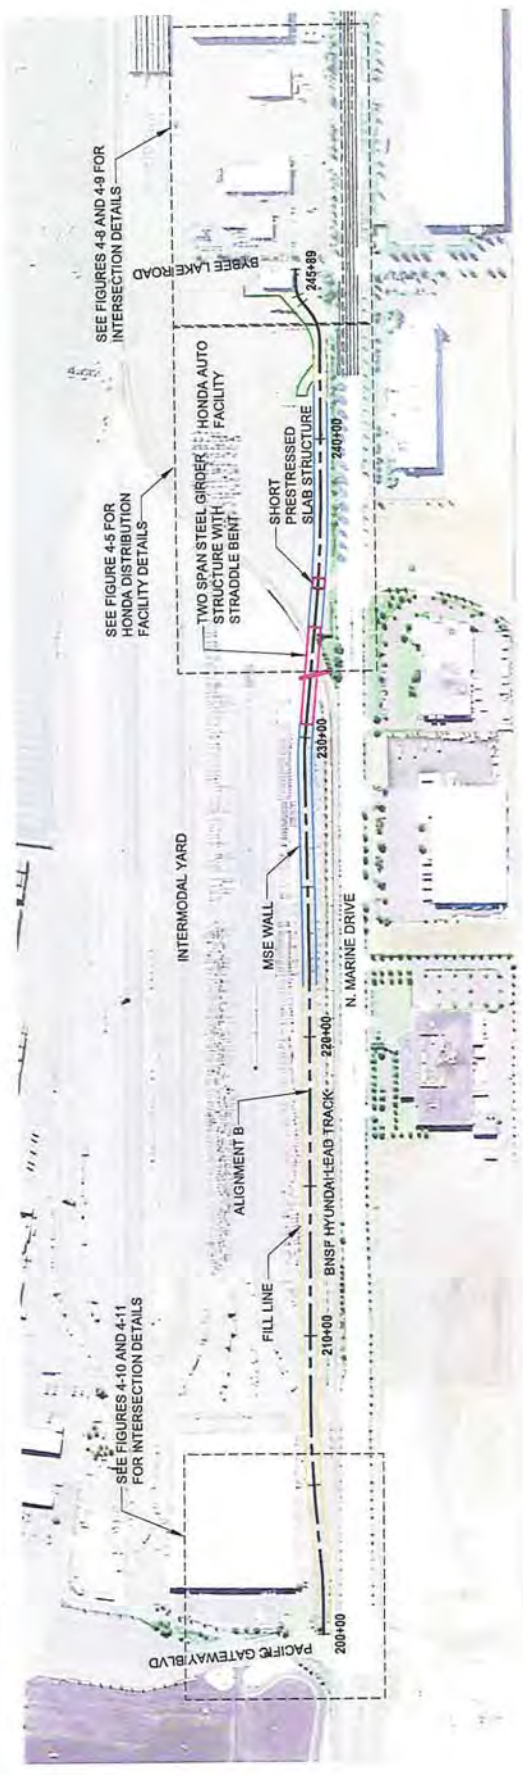 SEE FIGURES 4-10 AND 4-11
FOR INTERSECTION DETAILS
PACIFIC GATEWAY BLVD
200+00
FILL LINE
210+00
ALIGNMENT B
BNSF HYUNDAI LEAD TRACK
220+00
INTERMODAL YARD
MSE WALL
N. MARINE DRIVE
230+00
SEE FIGURE 4-5 FOR
HONDA DISTRIBUTION
FACILITY DETAILS
TWO SPAN STEEL GIRDER
STRUCTURE WITH
STRADDLE BENT
HONDA AUTO
FACILITY
SHORT
PRESTRESSED
SLAB STRUCTURE
240+00
SEE FIGURES 4-8 AND 4-9 FOR
INTERSECTION DETAILS
BYBEE LAKE ROAD
245+89